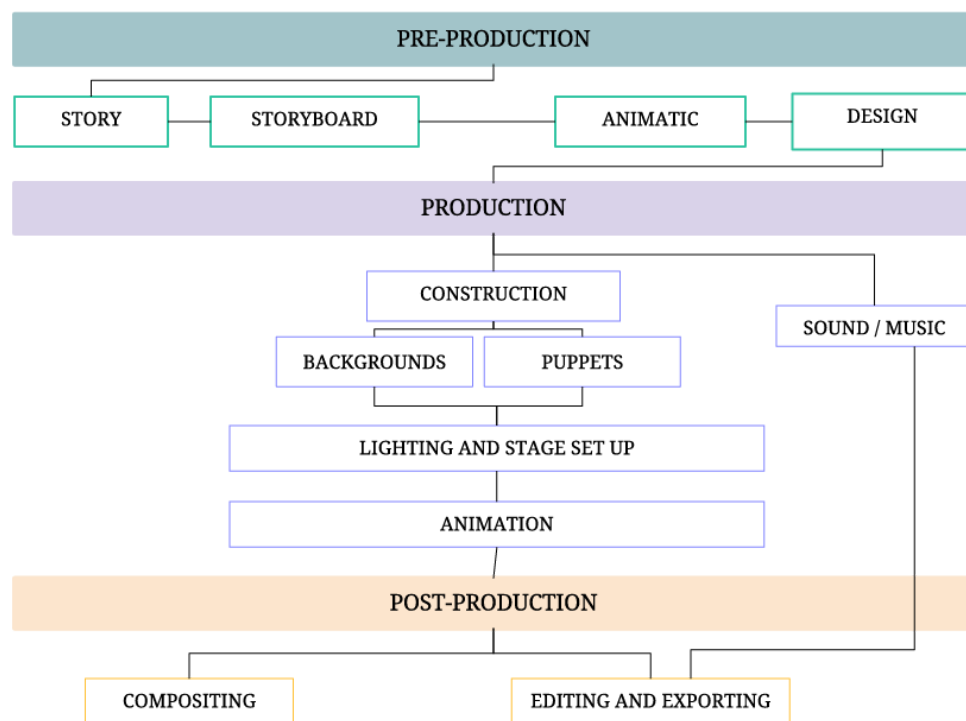 PRE-PRODUCTION
STORY
STORYBOARD
ANIMATIC
DESIGN
PRODUCTION
CONSTRUCTION
SOUND / MUSIC
BACKGROUNDS
PUPPETS
LIGHTING AND STAGE SET UP
ANIMATION
POST-PRODUCTION
COMPOSITING
EDITING AND EXPORTING